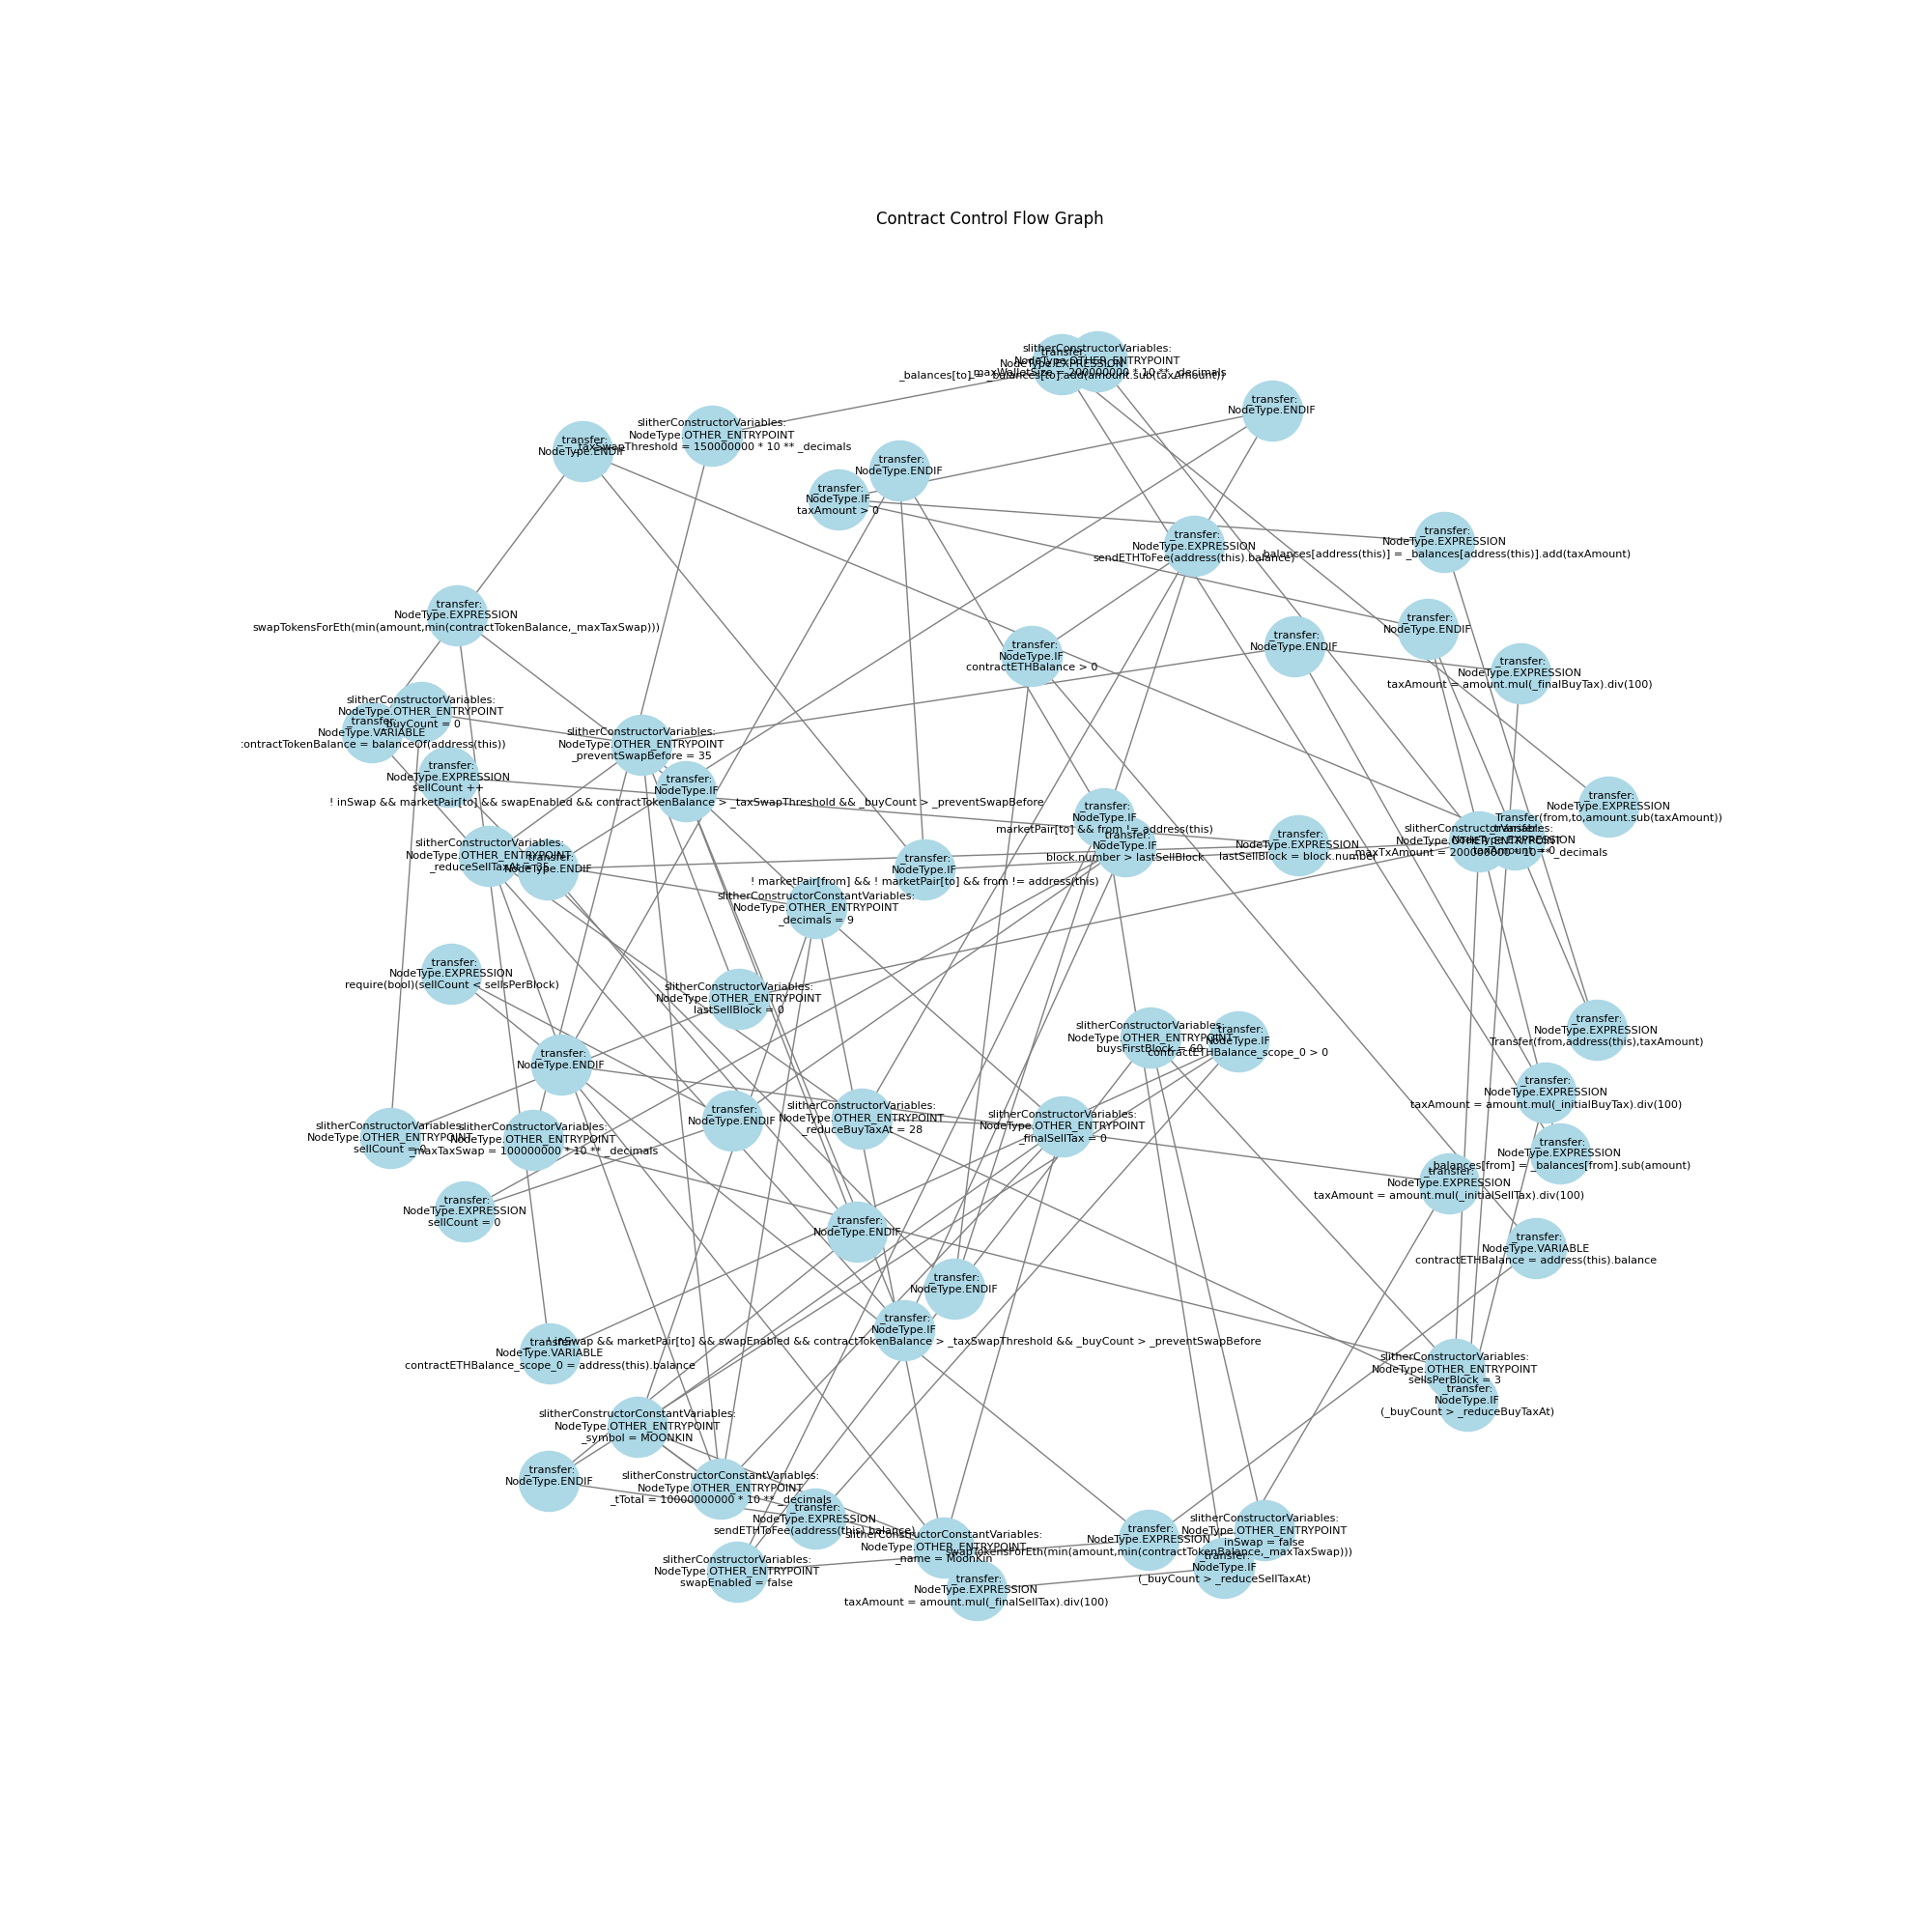 Contract Control Flow Graph
slitherConstructorVariables:
NodeType.OTHER_ENTRYPOINT
_maxWalletSize = 200000000 * 10 ** _decimals
_transfer:
NodeType.EXPRESSION
_balances[to] = _balances[to].add(amount.sub(taxAmount))
_transfer:
NodeType.ENDIF
slitherConstructorVariables:
NodeType.OTHER_ENTRYPOINT
_taxSwapThreshold = 150000000 * 10 ** _decimals
_transfer:
NodeType.ENDIF
_transfer:
NodeType.ENDIF
_transfer:
NodeType.IF
taxAmount > 0
_transfer:
NodeType.EXPRESSION
sendETHToFee(address(this).balance)
_transfer:
NodeType.EXPRESSION
_balances[address(this)] = _balances[address(this)].add(taxAmount)
_transfer:
NodeType.EXPRESSION
swapTokensForEth(min(amount,min(contractTokenBalance,_maxTaxSwap)))
_transfer:
NodeType.ENDIF
_transfer:
NodeType.ENDIF
_transfer:
NodeType.IF
contractETHBalance > 0
_transfer:
NodeType.EXPRESSION
taxAmount = amount.mul(_finalBuyTax).div(100)
slitherConstructorVariables:
NodeType.OTHER_ENTRYPOINT
_buyCount = 0
_transfer:
NodeType.VARIABLE
contractTokenBalance = balanceOf(address(this))
slitherConstructorVariables:
NodeType.OTHER_ENTRYPOINT
_preventSwapBefore = 35
_transfer:
NodeType.EXPRESSION
sellCount ++
_transfer:
NodeType.IF
! inSwap && marketPair[to] && swapEnabled && contractTokenBalance > _taxSwapThreshold && _buyCount > _preventSwapBefore
_transfer:
NodeType.EXPRESSION
Transfer(from,to,amount.sub(taxAmount))
_transfer:
NodeType.IF
marketPair[to] && from != address(this)
_transfer:
NodeType.IF
block.number > lastSellBlock
_transfer:
NodeType.EXPRESSION
lastSellBlock = block.number
slitherConstructorVariables:
NodeType.OTHER_ENTRYPOINT
_maxTxAmount = 200000000 * 10 ** _decimals
_transfer:
NodeType.EXPRESSION
taxAmount = 0
slitherConstructorVariables:
NodeType.OTHER_ENTRYPOINT
_reduceSellTaxAt = 35
_transfer:
NodeType.ENDIF
_transfer:
NodeType.IF
! marketPair[from] && ! marketPair[to] && from != address(this)
slitherConstructorConstantVariables:
NodeType.OTHER_ENTRYPOINT
_decimals = 9
_transfer:
NodeType.EXPRESSION
require(bool)(sellCount < sellsPerBlock)
slitherConstructorVariables:
NodeType.OTHER_ENTRYPOINT
lastSellBlock = 0
slitherConstructorVariables:
NodeType.OTHER_ENTRYPOINT
buysFirstBlock = 60
_transfer:
NodeType.IF
contractETHBalance_scope_0 > 0
_transfer:
NodeType.EXPRESSION
Transfer(from,address(this),taxAmount)
_transfer:
NodeType.ENDIF
_transfer:
NodeType.EXPRESSION
taxAmount = amount.mul(_initialBuyTax).div(100)
slitherConstructorVariables:
NodeType.OTHER_ENTRYPOINT
sellCount = 0
slitherConstructorVariables:
NodeType.OTHER_ENTRYPOINT
_maxTaxSwap = 100000000 * 10 ** _decimals
_transfer:
NodeType.ENDIF
slitherConstructorVariables:
NodeType.OTHER_ENTRYPOINT
_reduceBuyTaxAt = 28
slitherConstructorVariables:
NodeType.OTHER_ENTRYPOINT
_finalSellTax = 0
_transfer:
NodeType.EXPRESSION
_balances[from] = _balances[from].sub(amount)
_transfer:
NodeType.EXPRESSION
taxAmount = amount.mul(_initialSellTax).div(100)
_transfer:
NodeType.EXPRESSION
sellCount = 0
_transfer:
NodeType.ENDIF
_transfer:
NodeType.VARIABLE
contractETHBalance = address(this).balance
_transfer:
NodeType.ENDIF
_transfer:
NodeType.IF
! inSwap && marketPair[to] && swapEnabled && contractTokenBalance > _taxSwapThreshold && _buyCount > _preventSwapBefore
_transfer:
NodeType.VARIABLE
contractETHBalance_scope_0 = address(this).balance
slitherConstructorVariables:
NodeType.OTHER_ENTRYPOINT
sellsPerBlock = 3
_transfer:
NodeType.IF
(_buyCount > _reduceBuyTaxAt)
slitherConstructorConstantVariables:
NodeType.OTHER_ENTRYPOINT
_symbol = MOONKIN
_transfer:
NodeType.ENDIF
slitherConstructorConstantVariables:
NodeType.OTHER_ENTRYPOINT
_tTotal = 10000000000 * 10 ** _decimals
_transfer:
NodeType.EXPRESSION
sendETHToFee(address(this).balance)
slitherConstructorConstantVariables:
NodeType.OTHER_ENTRYPOINT
_name = MoonKin
_transfer:
NodeType.EXPRESSION
swapTokensForEth(min(amount,min(contractTokenBalance,_maxTaxSwap)))
slitherConstructorVariables:
NodeType.OTHER_ENTRYPOINT
inSwap = false
slitherConstructorVariables:
NodeType.OTHER_ENTRYPOINT
swapEnabled = false
_transfer:
NodeType.IF
(_buyCount > _reduceSellTaxAt)
_transfer:
NodeType.EXPRESSION
taxAmount = amount.mul(_finalSellTax).div(100)